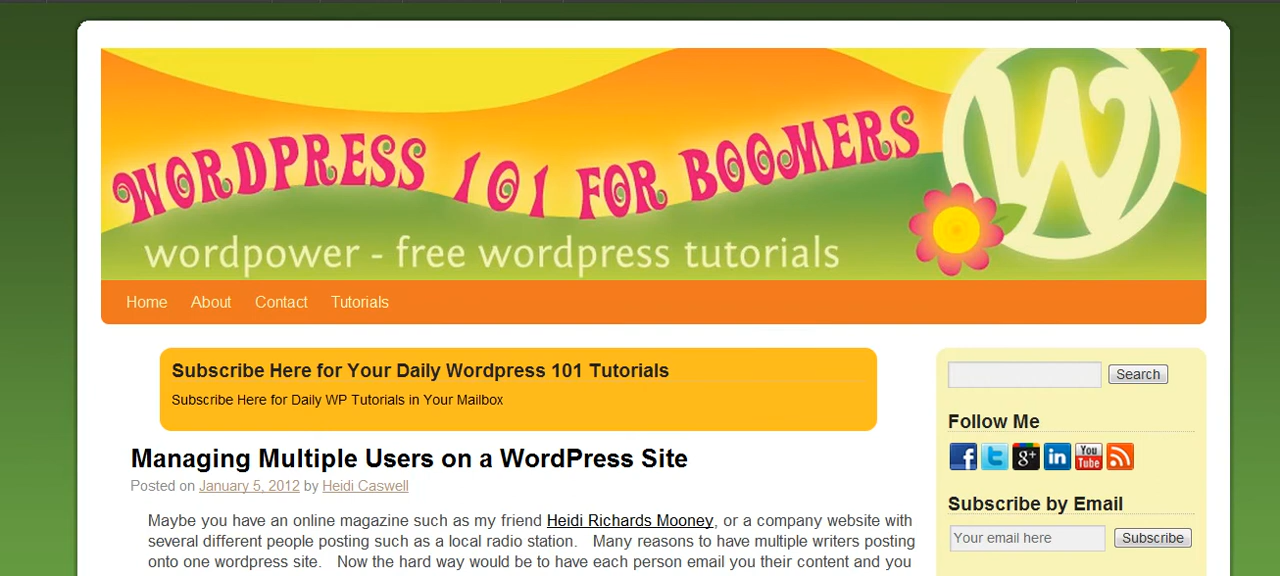 WORDPRESS 101 FOR BOOMERS
wordpower - free wordpress tutorials
Home About Contact Tutorials
Subscribe Here for Your Daily Wordpress 101 Tutorials
Subscribe Here for Daily WP Tutorials in Your Mailbox
Managing Multiple Users on a WordPress Site
Posted on January 5, 2012 by Heidi Caswell
Maybe you have an online magazine such as my friend Heidi Richards Mooney, or a company website with
several different people posting such as a local radio station. Many reasons to have multiple writers posting
onto one wordpress site. Now the hard way would be to have each person email you their content and you
Search
Follow Me
f t g+ in You Tube
Subscribe by Email
Your email here Subscribe